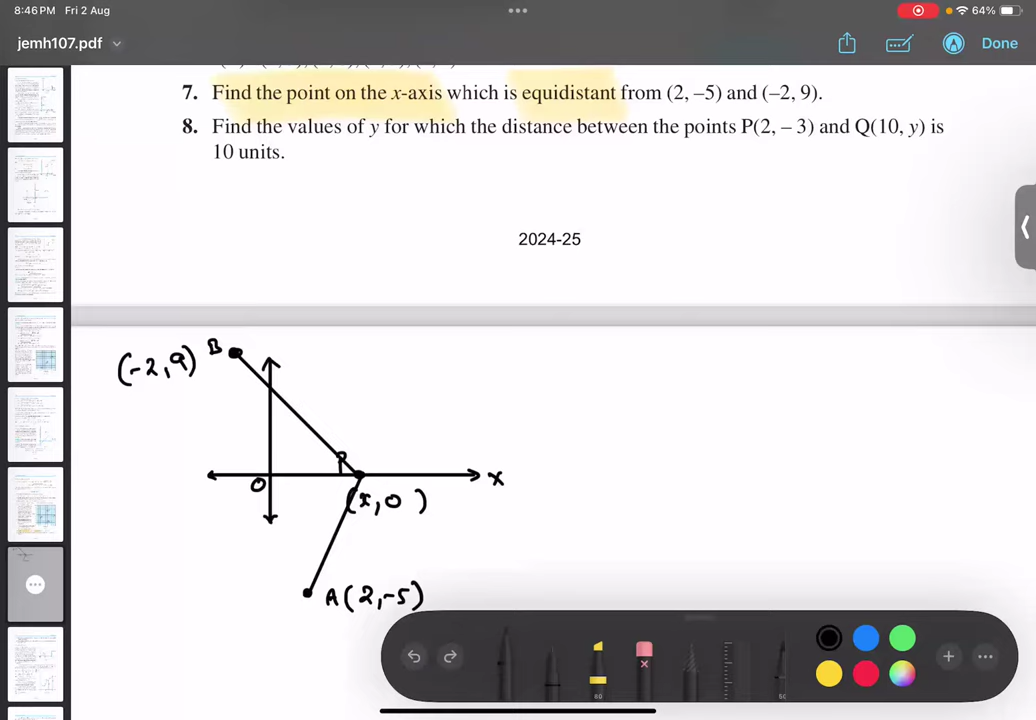 8:46 PM Fri 2 Aug
64%
jemh107.pdf
Done
7. Find the point on the x-axis which is equidistant from (2, –5) and (–2, 9).
8. Find the values of y for which the distance between the points P(2, – 3) and Q(10, y) is
10 units.
2024-25
(-2,9) B
P
O
x
(x,0)
A(2,-5)
80
50